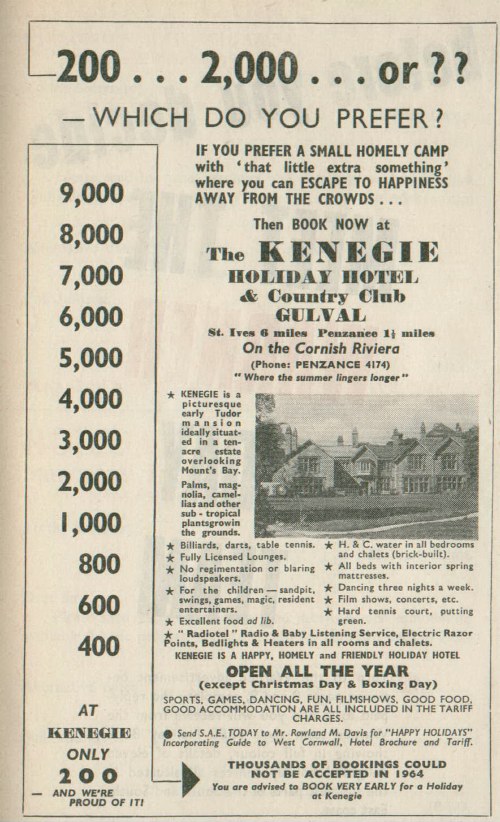 200 . . . 2,000 . . . or ??
— WHICH DO YOU PREFER?
9,000
8,000
7,000
6,000
5,000
4,000
3,000
2,000
1,000
800
600
400
AT
KENEGIE
ONLY
200
— AND WE'RE
PROUD OF IT!
IF YOU PREFER A SMALL HOMELY CAMP
with 'that little extra something'
where you can ESCAPE TO HAPPINESS
AWAY FROM THE CROWDS . . .
Then BOOK NOW at
The KENEGIE
HOLIDAY HOTEL
& Country Club
GULVAL
St. Ives 6 miles Penzance 1½ miles
On the Cornish Riviera
(Phone: PENZANCE 4174)
"Where the summer lingers longer"
★ KENEGIE is a
picturesque
early Tudor
mansion
ideally situat-
ed in a ten-
acre estate
overlooking
Mount's Bay.
Palms, mag-
nolia, camel-
lias and other
sub - tropical
plants grow in
the grounds.
★ Billiards, darts, table tennis.
★ Fully Licensed Lounges.
★ No regimentation or blaring
loudspeakers.
★ For the children — sandpit,
swings, games, magic, resident
entertainers.
★ Excellent food ad lib.
★ H. & C. water in all bedrooms
and chalets (brick-built).
★ All beds with interior spring
mattresses.
★ Dancing three nights a week.
★ Film shows, concerts, etc.
★ Hard tennis court, putting
green.
★ "Radiotel" Radio & Baby Listening Service, Electric Razor
Points, Bedlights & Heaters in all rooms and chalets.
KENEGIE IS A HAPPY, HOMELY and FRIENDLY HOLIDAY HOTEL
OPEN ALL THE YEAR
(except Christmas Day & Boxing Day)
SPORTS, GAMES, DANCING, FUN, FILMSHOWS, GOOD FOOD,
GOOD ACCOMMODATION ARE ALL INCLUDED IN THE TARIFF
CHARGES.
● Send S.A.E. TODAY to Mr. Rowland M. Davis for "HAPPY HOLIDAYS"
Incorporating Guide to West Cornwall, Hotel Brochure and Tariff.
THOUSANDS OF BOOKINGS COULD
NOT BE ACCEPTED IN 1964
You are advised to BOOK VERY EARLY for a Holiday
at Kenegie